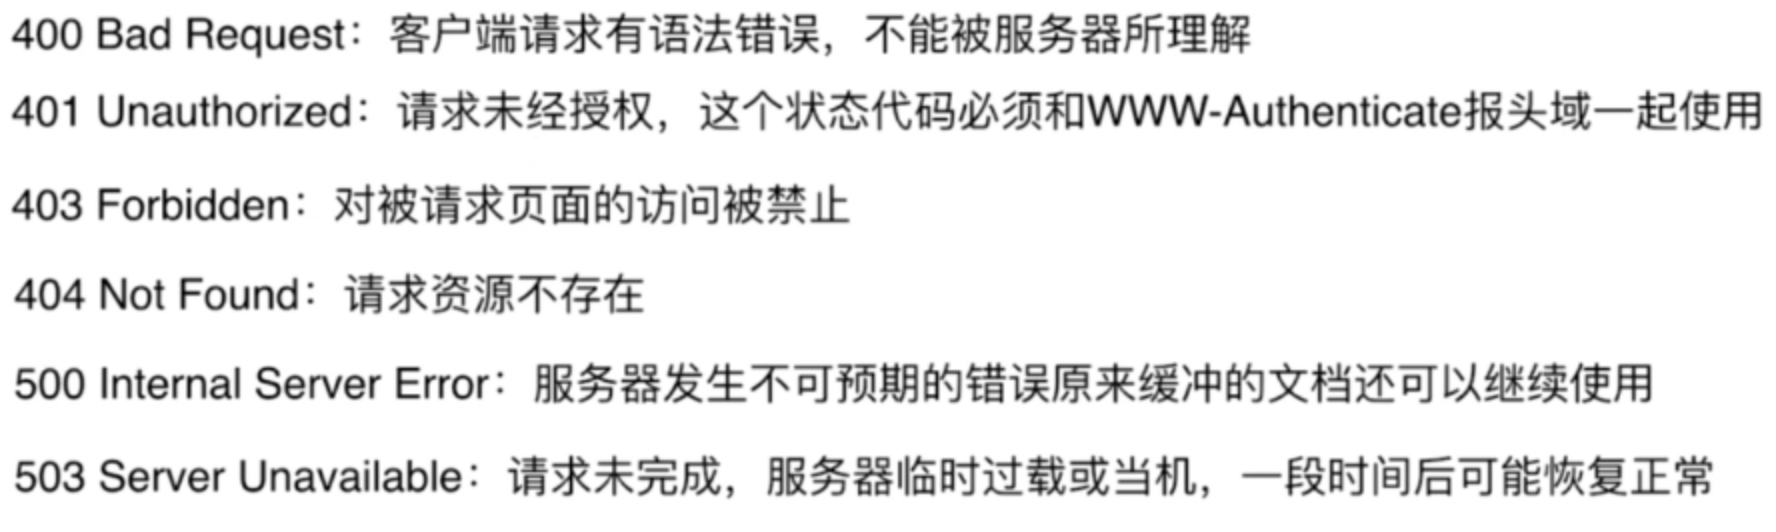 400 Bad Request：客户端请求有语法错误，不能被服务器所理解
401 Unauthorized：请求未经授权，这个状态代码必须和WWW-Authenticate报头域一起使用
403 Forbidden：对被请求页面的访问被禁止
404 Not Found：请求资源不存在
500 Internal Server Error：服务器发生不可预期的错误原来缓冲的文档还可以继续使用
503 Server Unavailable：请求未完成，服务器临时过载或当机，一段时间后可能恢复正常